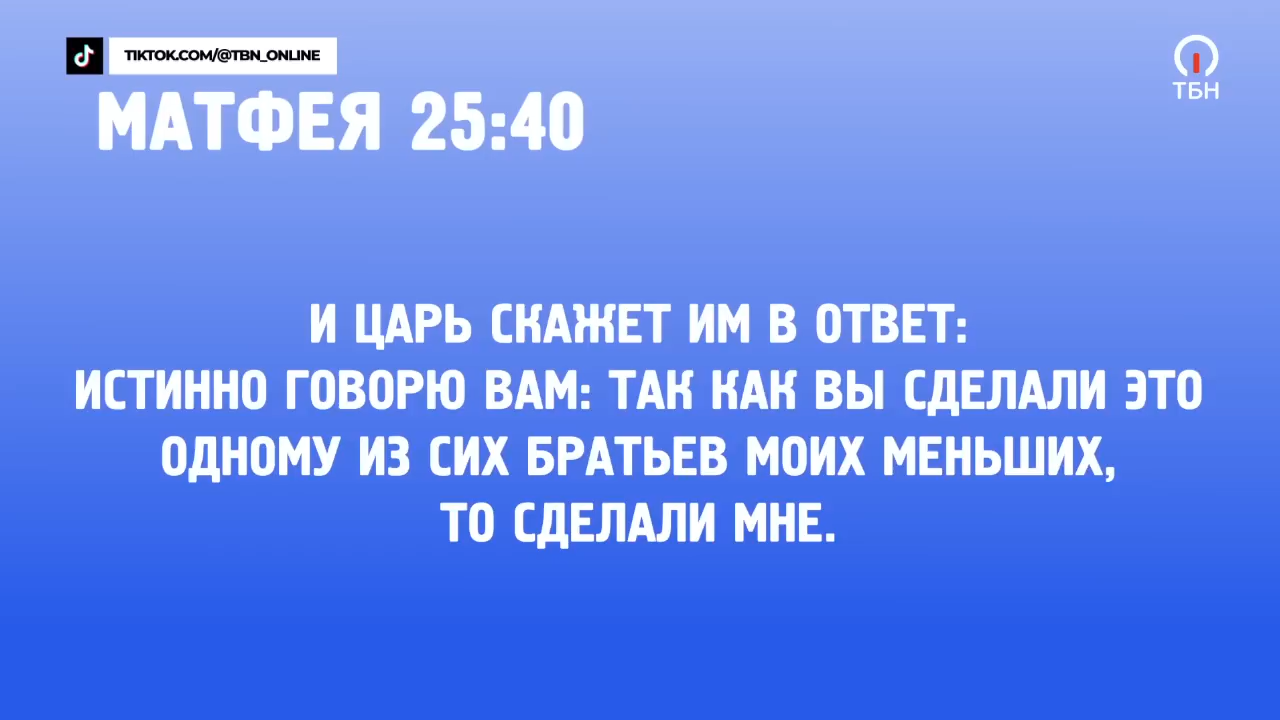 TIKTOK.COM/@TBN_ONLINE
ТБН
МАТФЕЯ 25:40
И ЦАРЬ СКАЖЕТ ИМ В ОТВЕТ:
ИСТИННО ГОВОРЮ ВАМ: ТАК КАК ВЫ СДЕЛАЛИ ЭТО
ОДНОМУ ИЗ СИХ БРАТЬЕВ МОИХ МЕНЬШИХ,
ТО СДЕЛАЛИ МНЕ.